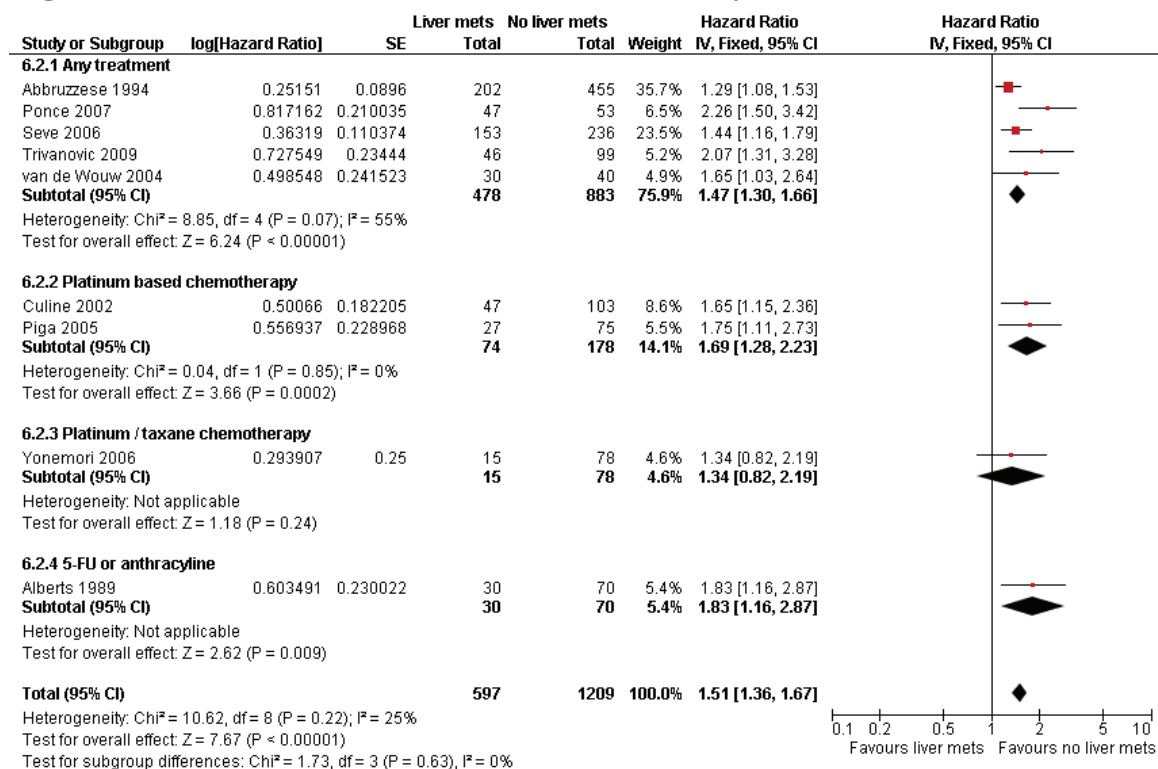 Liver mets No liver mets Hazard Ratio Hazard Ratio
Study or Subgroup log[Hazard Ratio] SE Total Total Weight IV, Fixed, 95% CI IV, Fixed, 95% CI
6.2.1 Any treatment
Abbruzzese 1994 0.25151 0.0896 202 455 35.7% 1.29 [1.08, 1.53]
Ponce 2007 0.817162 0.210035 47 53 6.5% 2.26 [1.50, 3.42]
Seve 2006 0.36319 0.110374 153 236 23.5% 1.44 [1.16, 1.79]
Trivanovic 2009 0.727549 0.23444 46 99 5.2% 2.07 [1.31, 3.28]
van de Wouw 2004 0.498548 0.241523 30 40 4.9% 1.65 [1.03, 2.64]
Subtotal (95% CI) 478 883 75.9% 1.47 [1.30, 1.66]
Heterogeneity: Chi² = 8.85, df = 4 (P = 0.07); I² = 55%
Test for overall effect: Z = 6.24 (P < 0.00001)
6.2.2 Platinum based chemotherapy
Culine 2002 0.50066 0.182205 47 103 8.6% 1.65 [1.15, 2.36]
Piga 2005 0.556937 0.228968 27 75 5.5% 1.75 [1.11, 2.73]
Subtotal (95% CI) 74 178 14.1% 1.69 [1.28, 2.23]
Heterogeneity: Chi² = 0.04, df = 1 (P = 0.85); I² = 0%
Test for overall effect: Z = 3.66 (P = 0.0002)
6.2.3 Platinum / taxane chemotherapy
Yonemori 2006 0.293907 0.25 15 78 4.6% 1.34 [0.82, 2.19]
Subtotal (95% CI) 15 78 4.6% 1.34 [0.82, 2.19]
Heterogeneity: Not applicable
Test for overall effect: Z = 1.18 (P = 0.24)
6.2.4 5-FU or anthracyline
Alberts 1989 0.603491 0.230022 30 70 5.4% 1.83 [1.16, 2.87]
Subtotal (95% CI) 30 70 5.4% 1.83 [1.16, 2.87]
Heterogeneity: Not applicable
Test for overall effect: Z = 2.62 (P = 0.009)
Total (95% CI) 597 1209 100.0% 1.51 [1.36, 1.67]
Heterogeneity: Chi² = 10.62, df = 8 (P = 0.22); I² = 25%
Test for overall effect: Z = 7.67 (P < 0.00001)
Test for subgroup differences: Chi² = 1.73, df = 3 (P = 0.63), I² = 0%
0.1 0.2 0.5 1 2 5 10
Favours liver mets Favours no liver mets